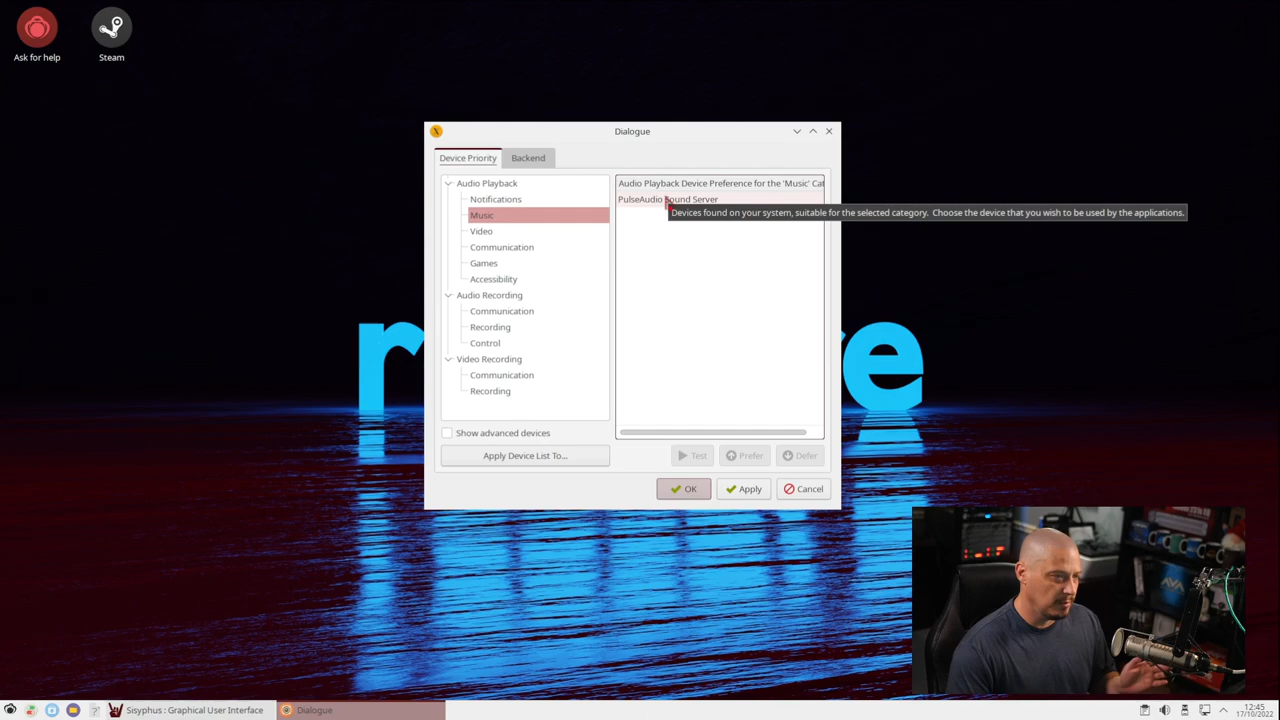 Ask for help
Steam
Dialogue
Device Priority
Backend
Audio Playback
Notifications
Music
Video
Communication
Games
Accessibility
Audio Recording
Communication
Recording
Control
Video Recording
Communication
Recording
Audio Playback Device Preference for the 'Music' Cat
PulseAudio Sound Server
Devices found on your system, suitable for the selected category. Choose the device that you wish to be used by the applications.
Show advanced devices
Apply Device List To...
Test
Prefer
Defer
OK
Apply
Cancel
Sisyphus : Graphical User Interface
Dialogue
12:45
17/10/2022